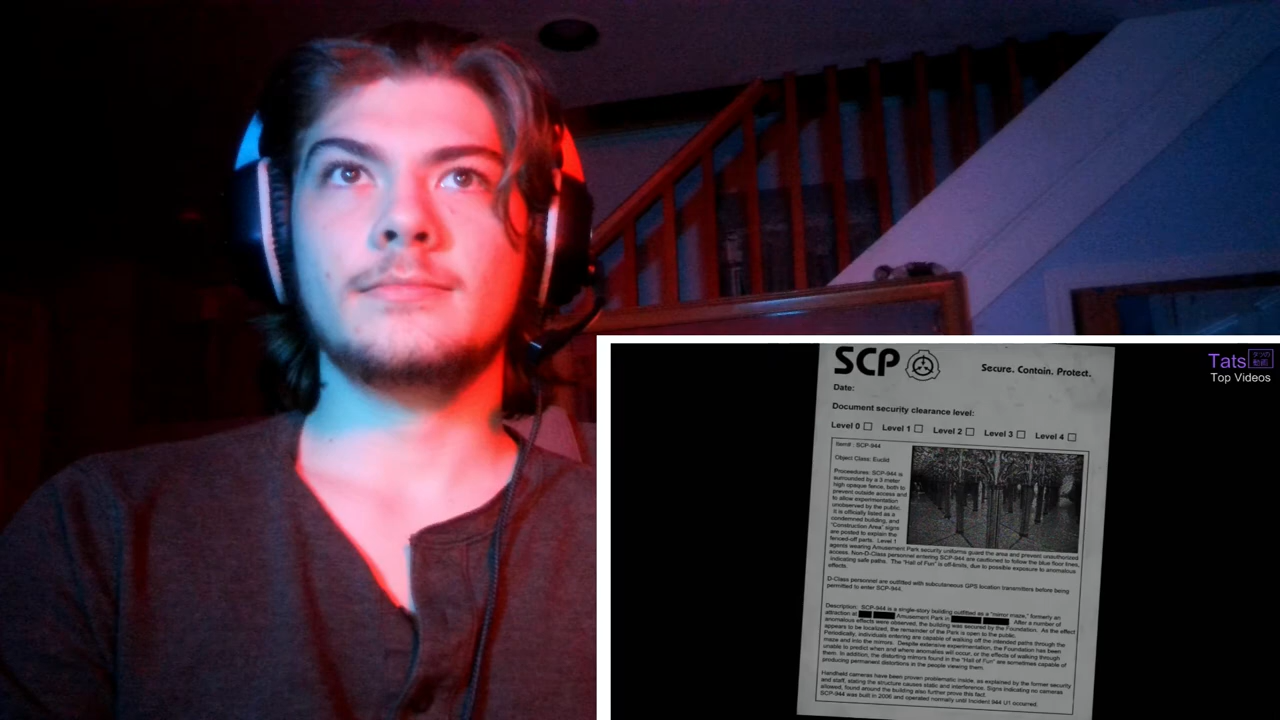 SCP
Secure. Contain. Protect.
Tats
Top Videos
Date:
Document security clearance level:
Level 0 Level 1 Level 2 Level 3 Level 4
Item# : SCP-944
Object Class: Euclid
Proceedures: SCP-944 is
surrounded by a 3 meter
high opaque fence, both to
prevent outside access and
to allow experimentation
unobserved by the public.
It is officially listed as a
condemned building, and
"Construction Area" signs
are posted to explain the
fenced-off parts. Level 1
agents wearing Amusement Park security uniforms guard the area and prevent unauthorized
access. Non-D-Class personnel entering SCP-944 are cautioned to follow the blue floor lines,
indicating safe paths. The "Hall of Fun" is off-limits, due to possible exposure to anomalous
effects.
D-Class personnel are outfitted with subcutaneous GPS location transmitters before being
permitted to enter SCP-944.
Description: SCP-944 is a single-story building outfitted as a "mirror maze," formerly an
attraction at Amusement Park in . After a number of
anomalous effects were observed, the building was secured by the Foundation. As the effect
appears to be localized, the remainder of the Park is open to the public.
Periodically, individuals entering are capable of walking off the intended paths through the
maze and into the mirrors. Despite extensive experimentation, the Foundation has been
unable to predict when and where anomalies will occur, or the effects of walking through
them. In addition, the distorting mirrors found in the "Hall of Fun" are sometimes capable of
producing permanent distortions in the people viewing them.
Handheld cameras have been proven problematic inside, as explained by the former security
and staff, stating the structure causes static and interference. Signs indicating no cameras
allowed, found around the building also further prove this fact.
SCP-944 was built in 2006 and operated normally until Incident 944 U1 occurred.